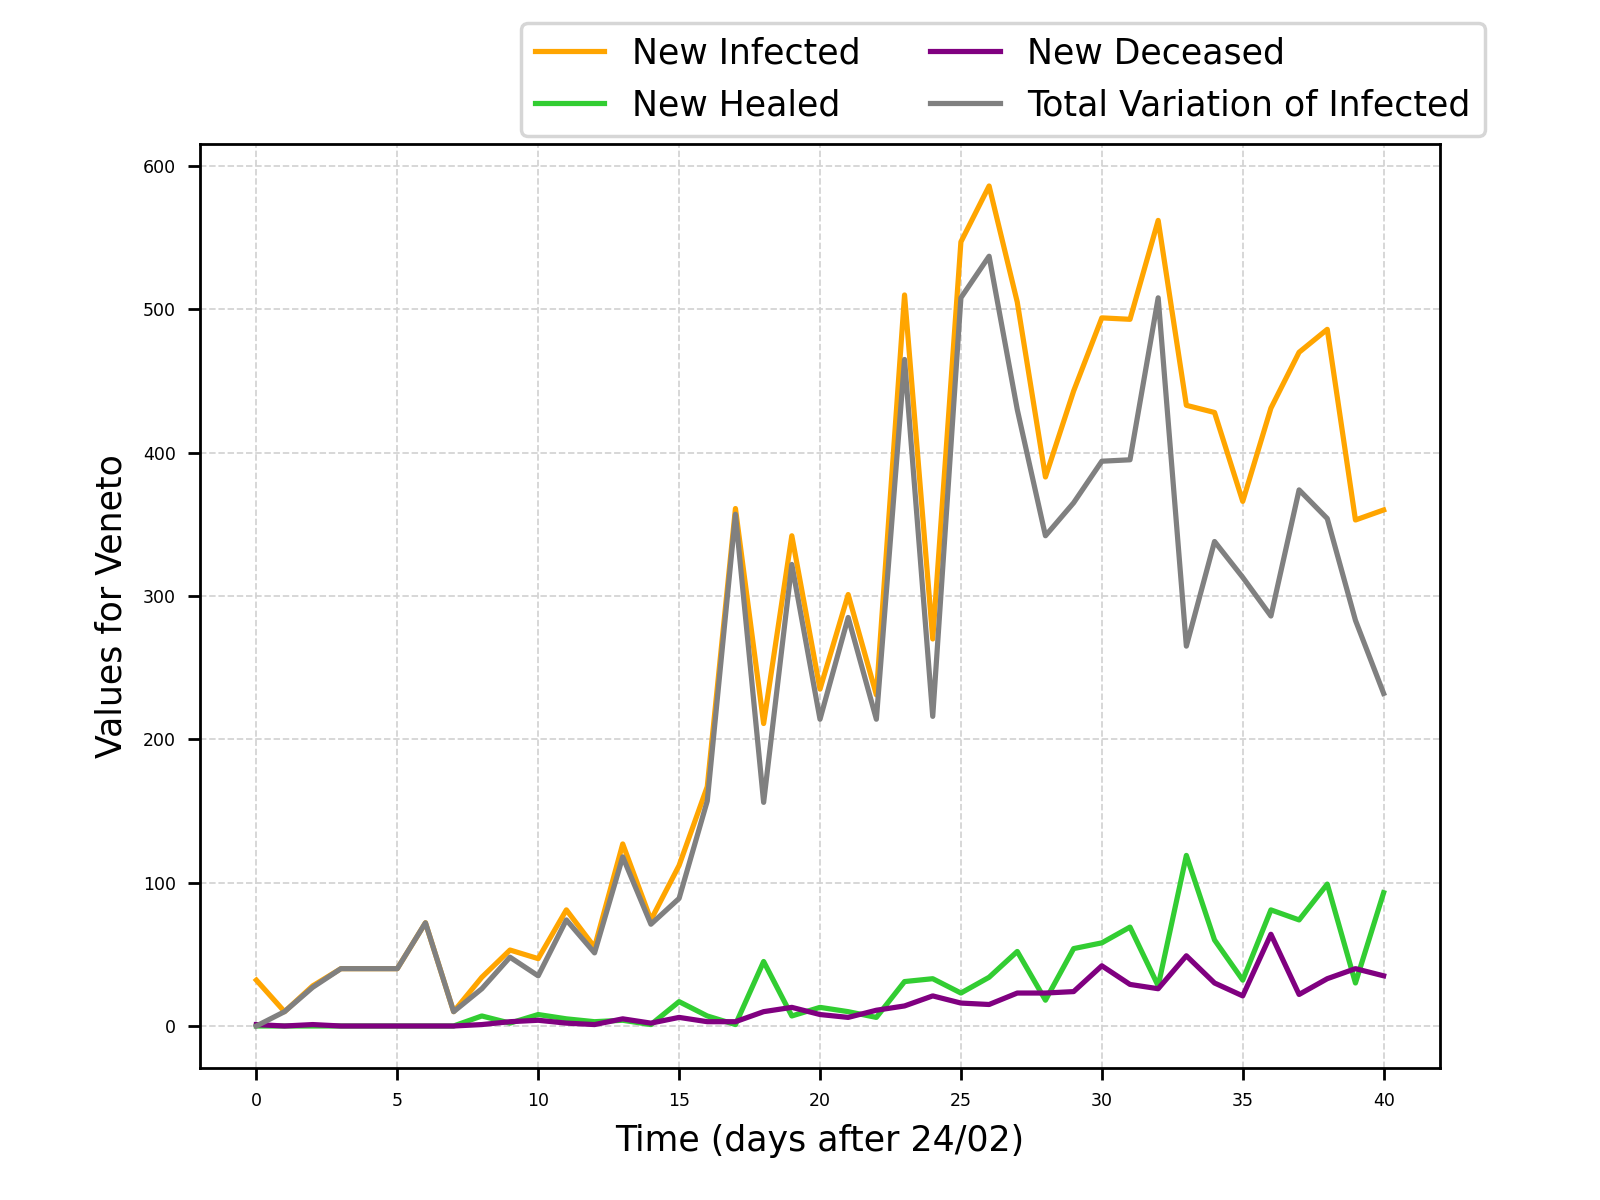 New Infected
New Healed
New Deceased
Total Variation of Infected
600
500
400
300
200
100
0
Values for Veneto
0 5 10 15 20 25 30 35 40
Time (days after 24/02)